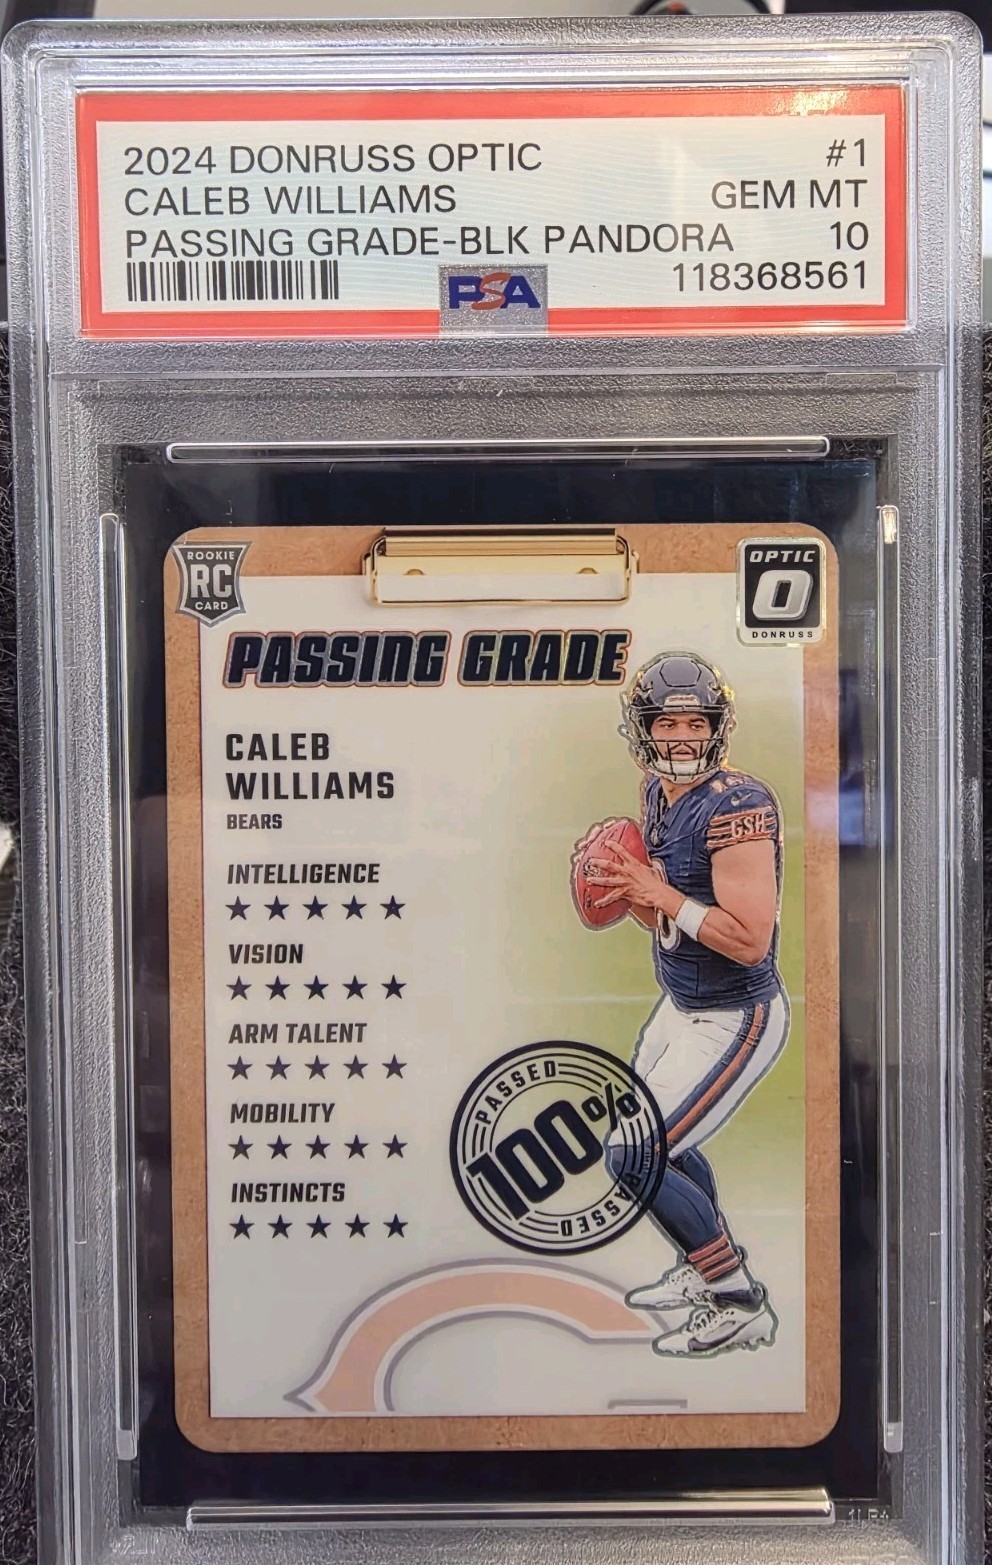 2024 DONRUSS OPTIC #1
CALEB WILLIAMS GEM MT
PASSING GRADE-BLK PANDORA 10
118368561
PSA
ROOKIE
RC
CARD
OPTIC
O
DONRUSS
PASSING GRADE
CALEB
WILLIAMS
BEARS
GSH
INTELLIGENCE
VISION
ARM TALENT
MOBILITY
INSTINCTS
PASSED
100%
PASSED